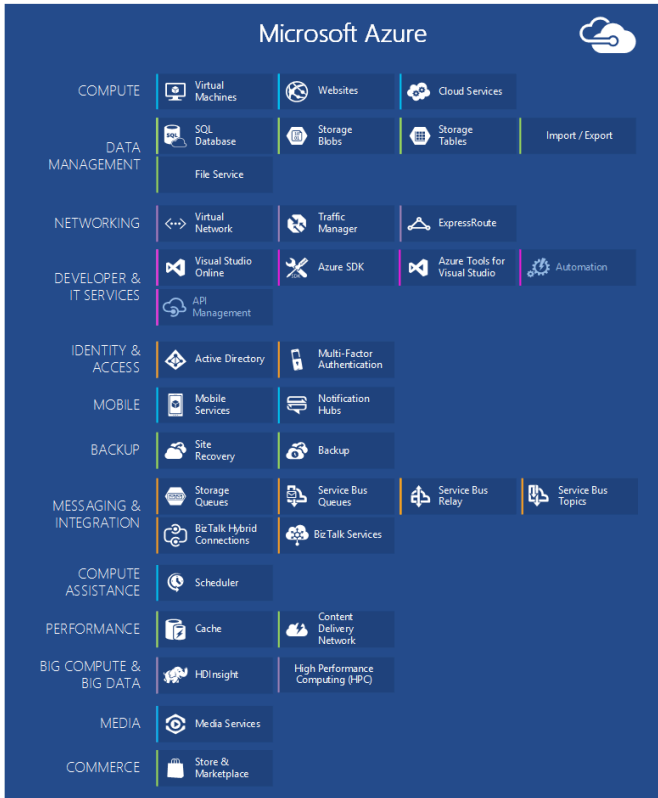 Microsoft Azure
COMPUTE
Virtual
Machines
Websites
Cloud Services
DATA
MANAGEMENT
SQL
SQL
Database
Storage
Blobs
Storage
Tables
Import / Export
File Service
NETWORKING
Virtual
Network
Traffic
Manager
ExpressRoute
DEVELOPER &
IT SERVICES
Visual Studio
Online
SDK
Azure SDK
Azure Tools for
Visual Studio
Automation
API
Management
IDENTITY &
ACCESS
Active Directory
Multi-Factor
Authentication
MOBILE
Mobile
Services
Notification
Hubs
BACKUP
Site
Recovery
Backup
MESSAGING &
INTEGRATION
Storage
Queues
Service Bus
Queues
Service Bus
Relay
Service Bus
Topics
BizTalk Hybrid
Connections
BizTalk Services
COMPUTE
ASSISTANCE
Scheduler
PERFORMANCE
Cache
Content
Delivery
Network
BIG COMPUTE &
BIG DATA
HDInsight
High Performance
Computing (HPC)
MEDIA
Media Services
COMMERCE
Store &
Marketplace